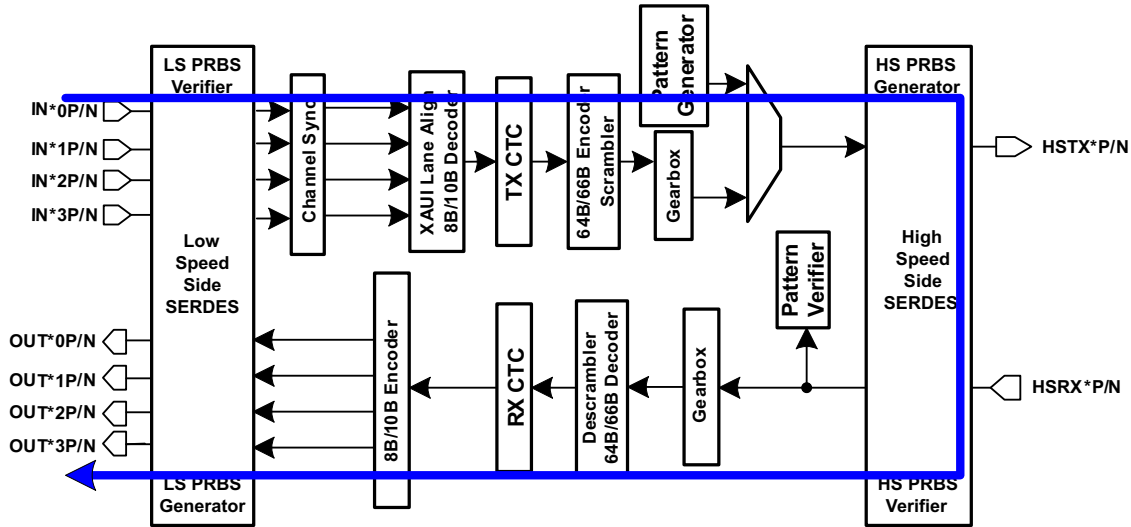 LS PRBS
Verifier
IN*0P/N
IN*1P/N
IN*2P/N
IN*3P/N
Low
Speed
Side
SERDES
OUT*0P/N
OUT*1P/N
OUT*2P/N
OUT*3P/N
LS PRBS
Generator
Channel Sync
XAUI Lane Align
8B/10B Decoder
TX CTC
64B/66B Encoder
Scrambler
Gearbox
Pattern
Generator
HS PRBS
Generator
HSTX*P/N
High
Speed
Side
SERDES
HSRX*P/N
HS PRBS
Verifier
Pattern
Verifier
Gearbox
Descrambler
64B/66B Decoder
RX CTC
8B/10B Encoder